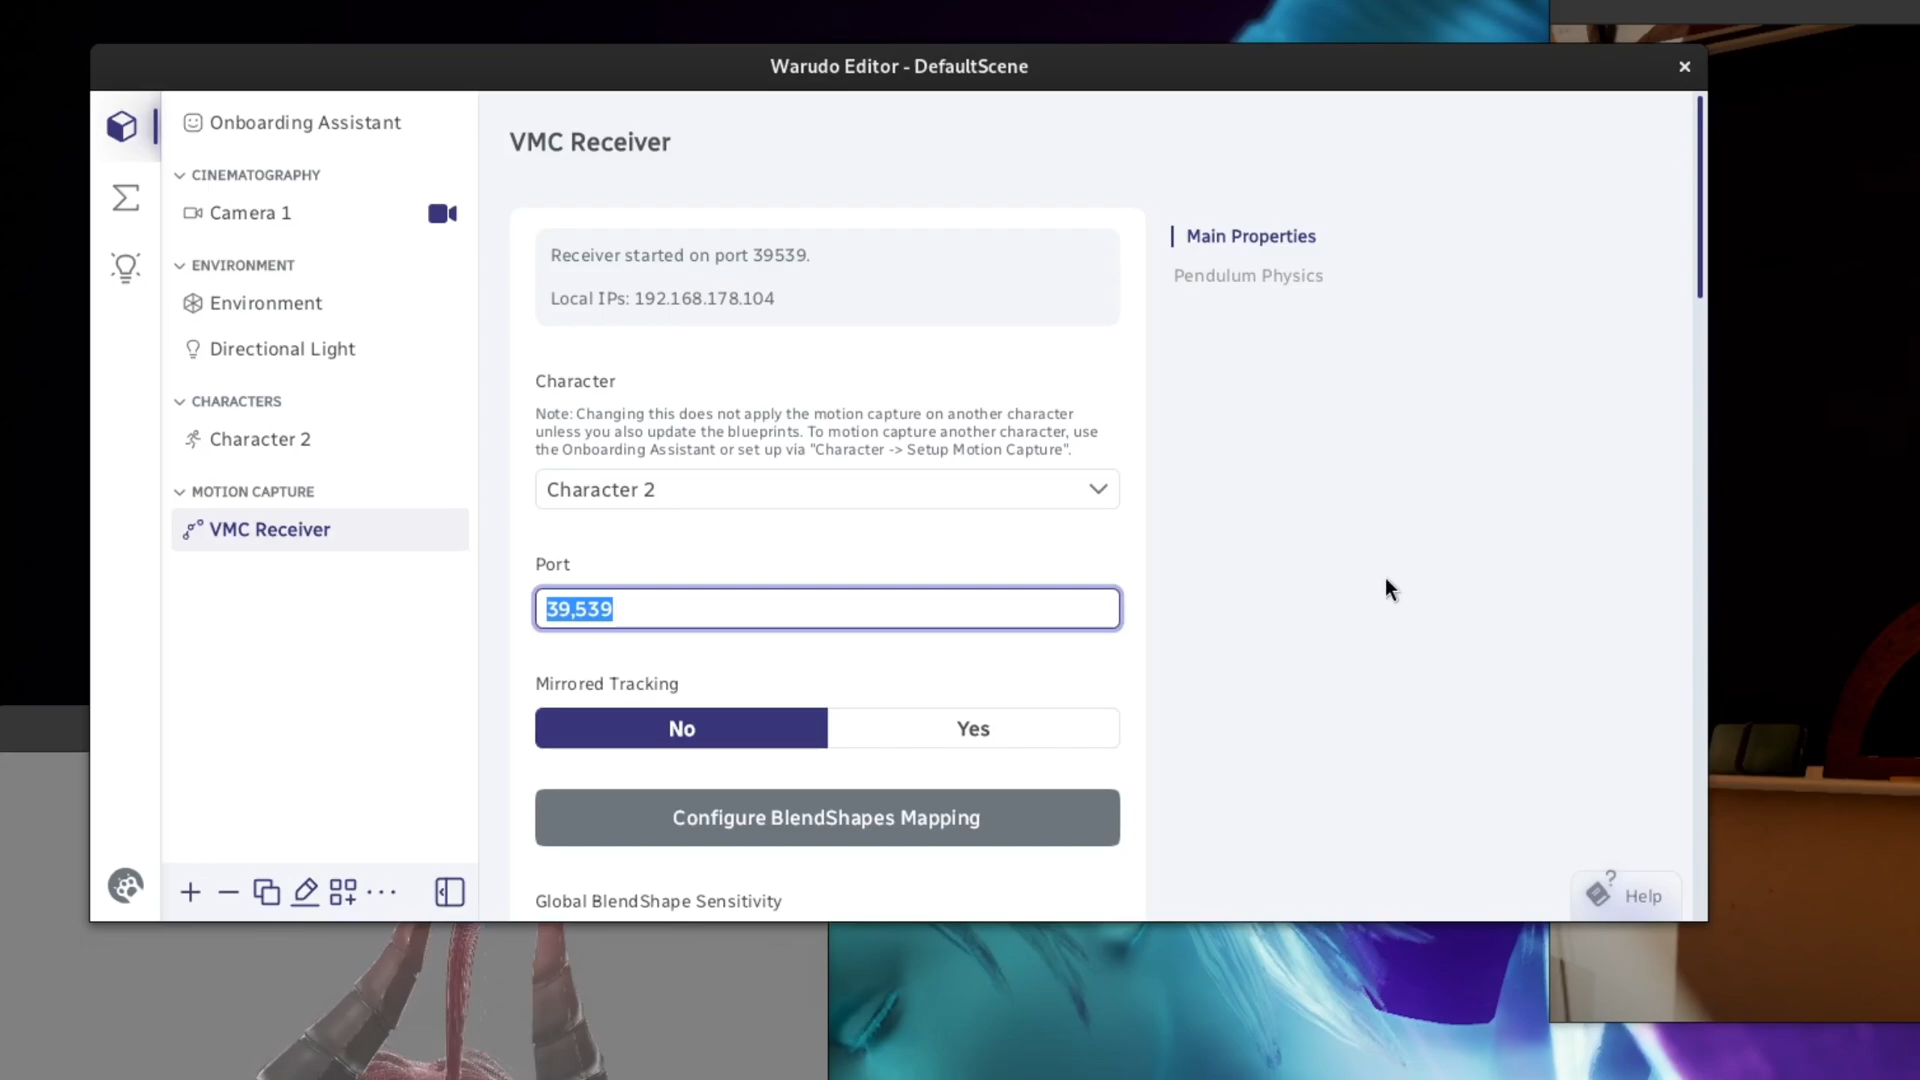 Warudo Editor - DefaultScene
Onboarding Assistant
CINEMATOGRAPHY
Camera 1
ENVIRONMENT
Environment
Directional Light
CHARACTERS
Character 2
MOTION CAPTURE
VMC Receiver
VMC Receiver
Receiver started on port 39539.
Local IPs: 192.168.178.104
Character
Note: Changing this does not apply the motion capture on another character
unless you also update the blueprints. To motion capture another character, use
the Onboarding Assistant or set up via "Character -> Setup Motion Capture".
Character 2
Port
39,539
Mirrored Tracking
No
Yes
Configure BlendShapes Mapping
Global BlendShape Sensitivity
Main Properties
Pendulum Physics
? Help